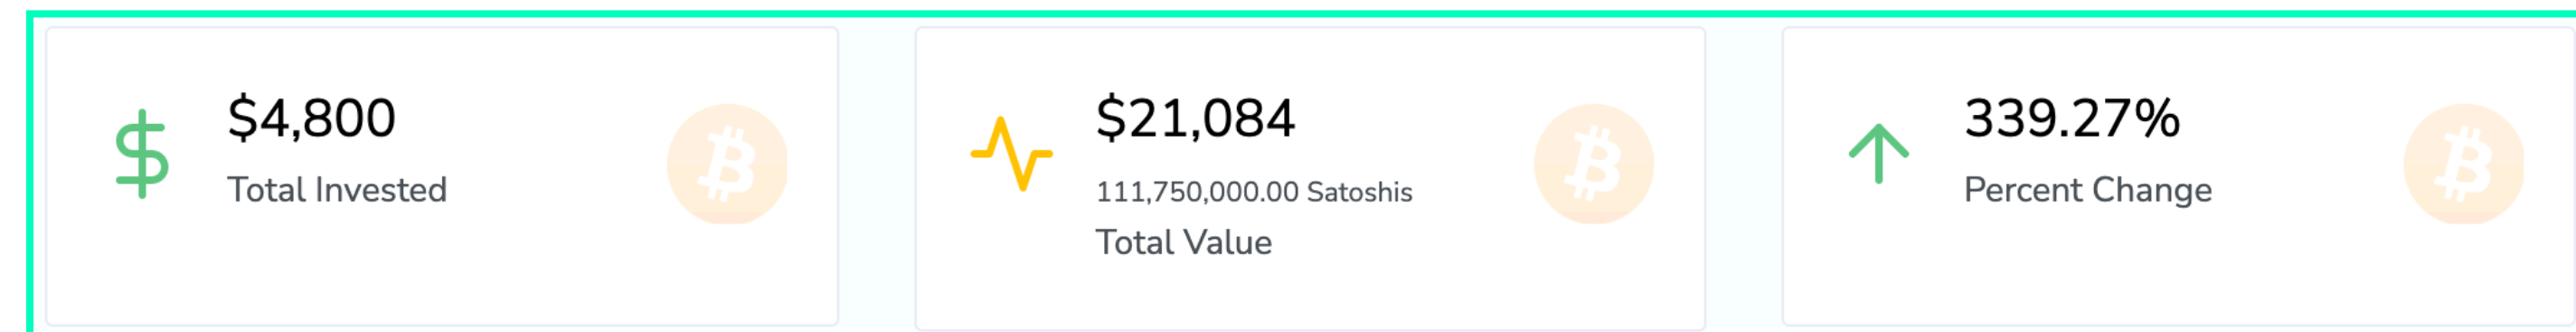 $4,800
Total Invested
$21,084
111,750,000.00 Satoshis
Total Value
339.27%
Percent Change